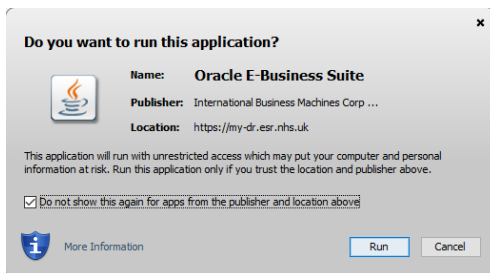 Do you want to run this application?
Name: Oracle E-Business Suite
Publisher: International Business Machines Corp ...
Location: https://my-dr.esr.nhs.uk
This application will run with unrestricted access which may put your computer and personal
information at risk. Run this application only if you trust the location and publisher above.
Do not show this again for apps from the publisher and location above
More Information
Run Cancel